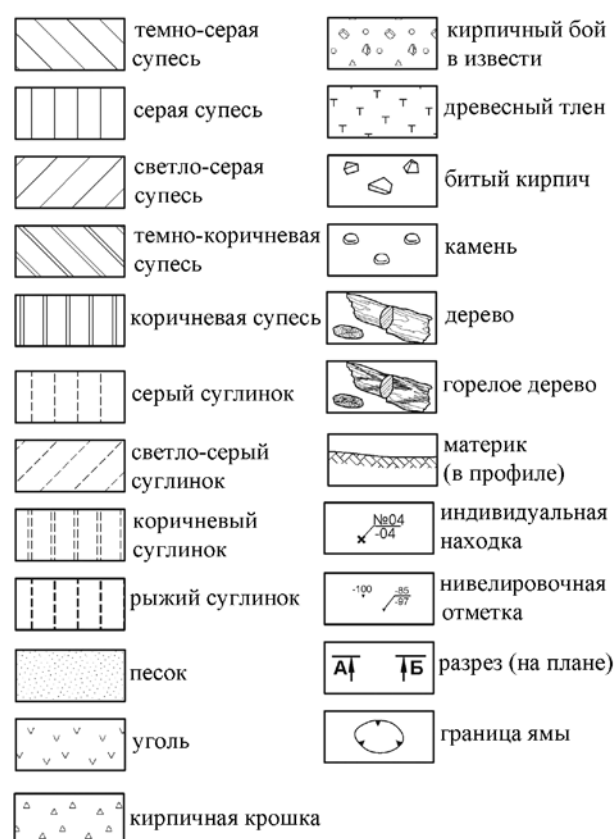 темно-серая
супесь
серая супесь
светло-серая
супесь
темно-коричневая
супесь
коричневая супесь
серый суглинок
светло-серый
суглинок
коричневый
суглинок
рыжий суглинок
песок
уголь
кирпичная крошка
кирпичный бой
в извести
древесный тлен
битый кирпич
камень
дерево
горелое дерево
материк
(в профиле)
№04
-04
индивидуальная
находка
-100
-85
-97
нивелировочная
отметка
А Б
разрез (на плане)
граница ямы